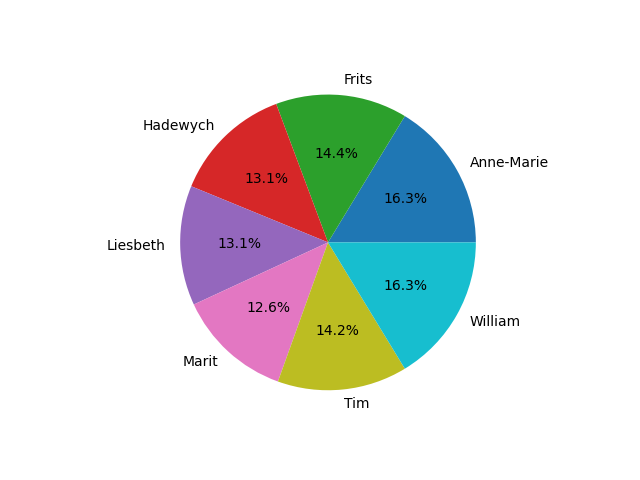 Frits
Hadewych
Anne-Marie
14.4%
13.1%
16.3%
Liesbeth
13.1%
16.3%
12.6%
14.2%
William
Marit
Tim